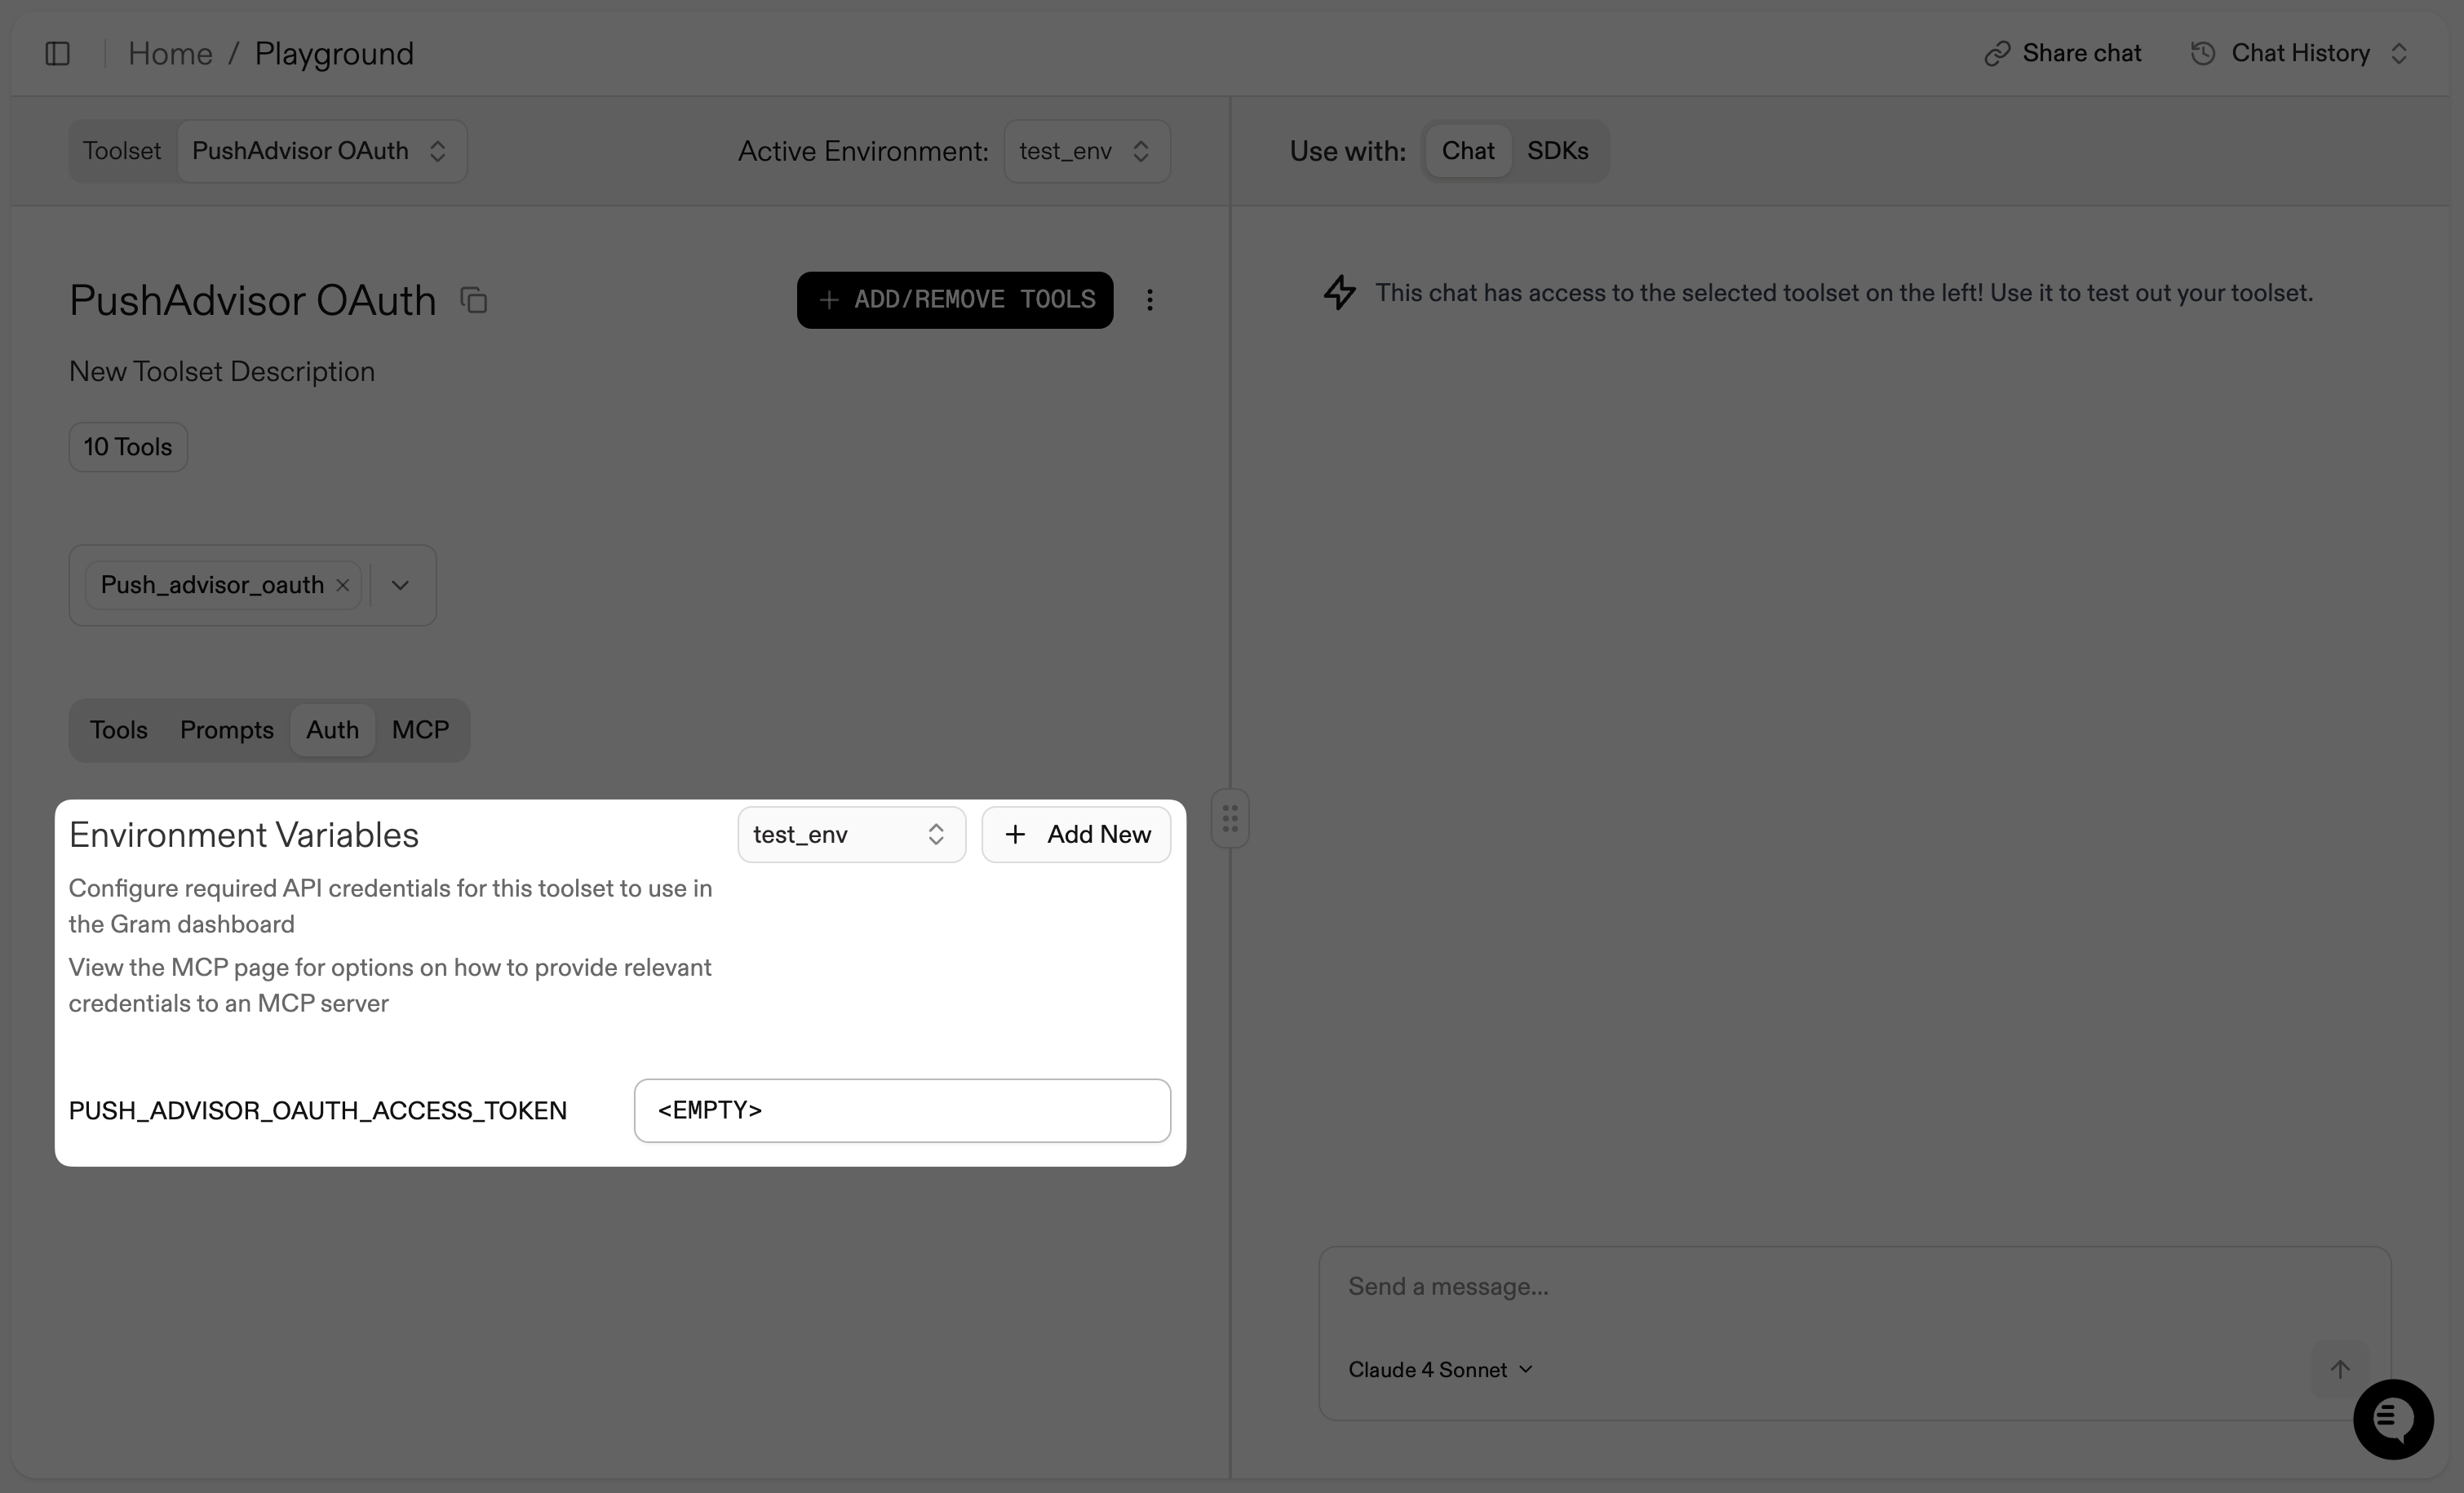 Home / Playground
Share chat
Chat History
Toolset PushAdvisor OAuth
Active Environment: test_env
Use with: Chat SDKs
PushAdvisor OAuth
+ ADD/REMOVE TOOLS
This chat has access to the selected toolset on the left! Use it to test out your toolset.
New Toolset Description
10 Tools
Push_advisor_oauth
Tools Prompts Auth MCP
Environment Variables
test_env
+ Add New
Configure required API credentials for this toolset to use in
the Gram dashboard
View the MCP page for options on how to provide relevant
credentials to an MCP server
PUSH_ADVISOR_OAUTH_ACCESS_TOKEN
<EMPTY>
Send a message...
Claude 4 Sonnet